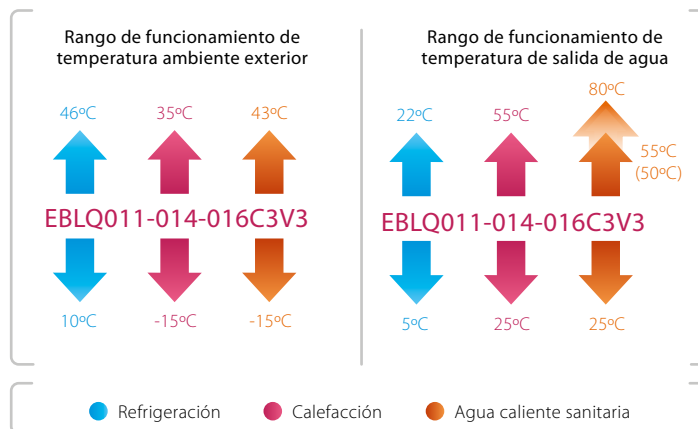 Rango de funcionamiento de
temperatura ambiente exterior
46ºC 35ºC 43ºC
EBLQ011-014-016C3V3
10ºC -15ºC -15ºC
Rango de funcionamiento de
temperatura de salida de agua
80ºC
22ºC 55ºC
55ºC
(50ºC)
EBLQ011-014-016C3V3
5ºC 25ºC 25ºC
Refrigeración Calefacción Agua caliente sanitaria